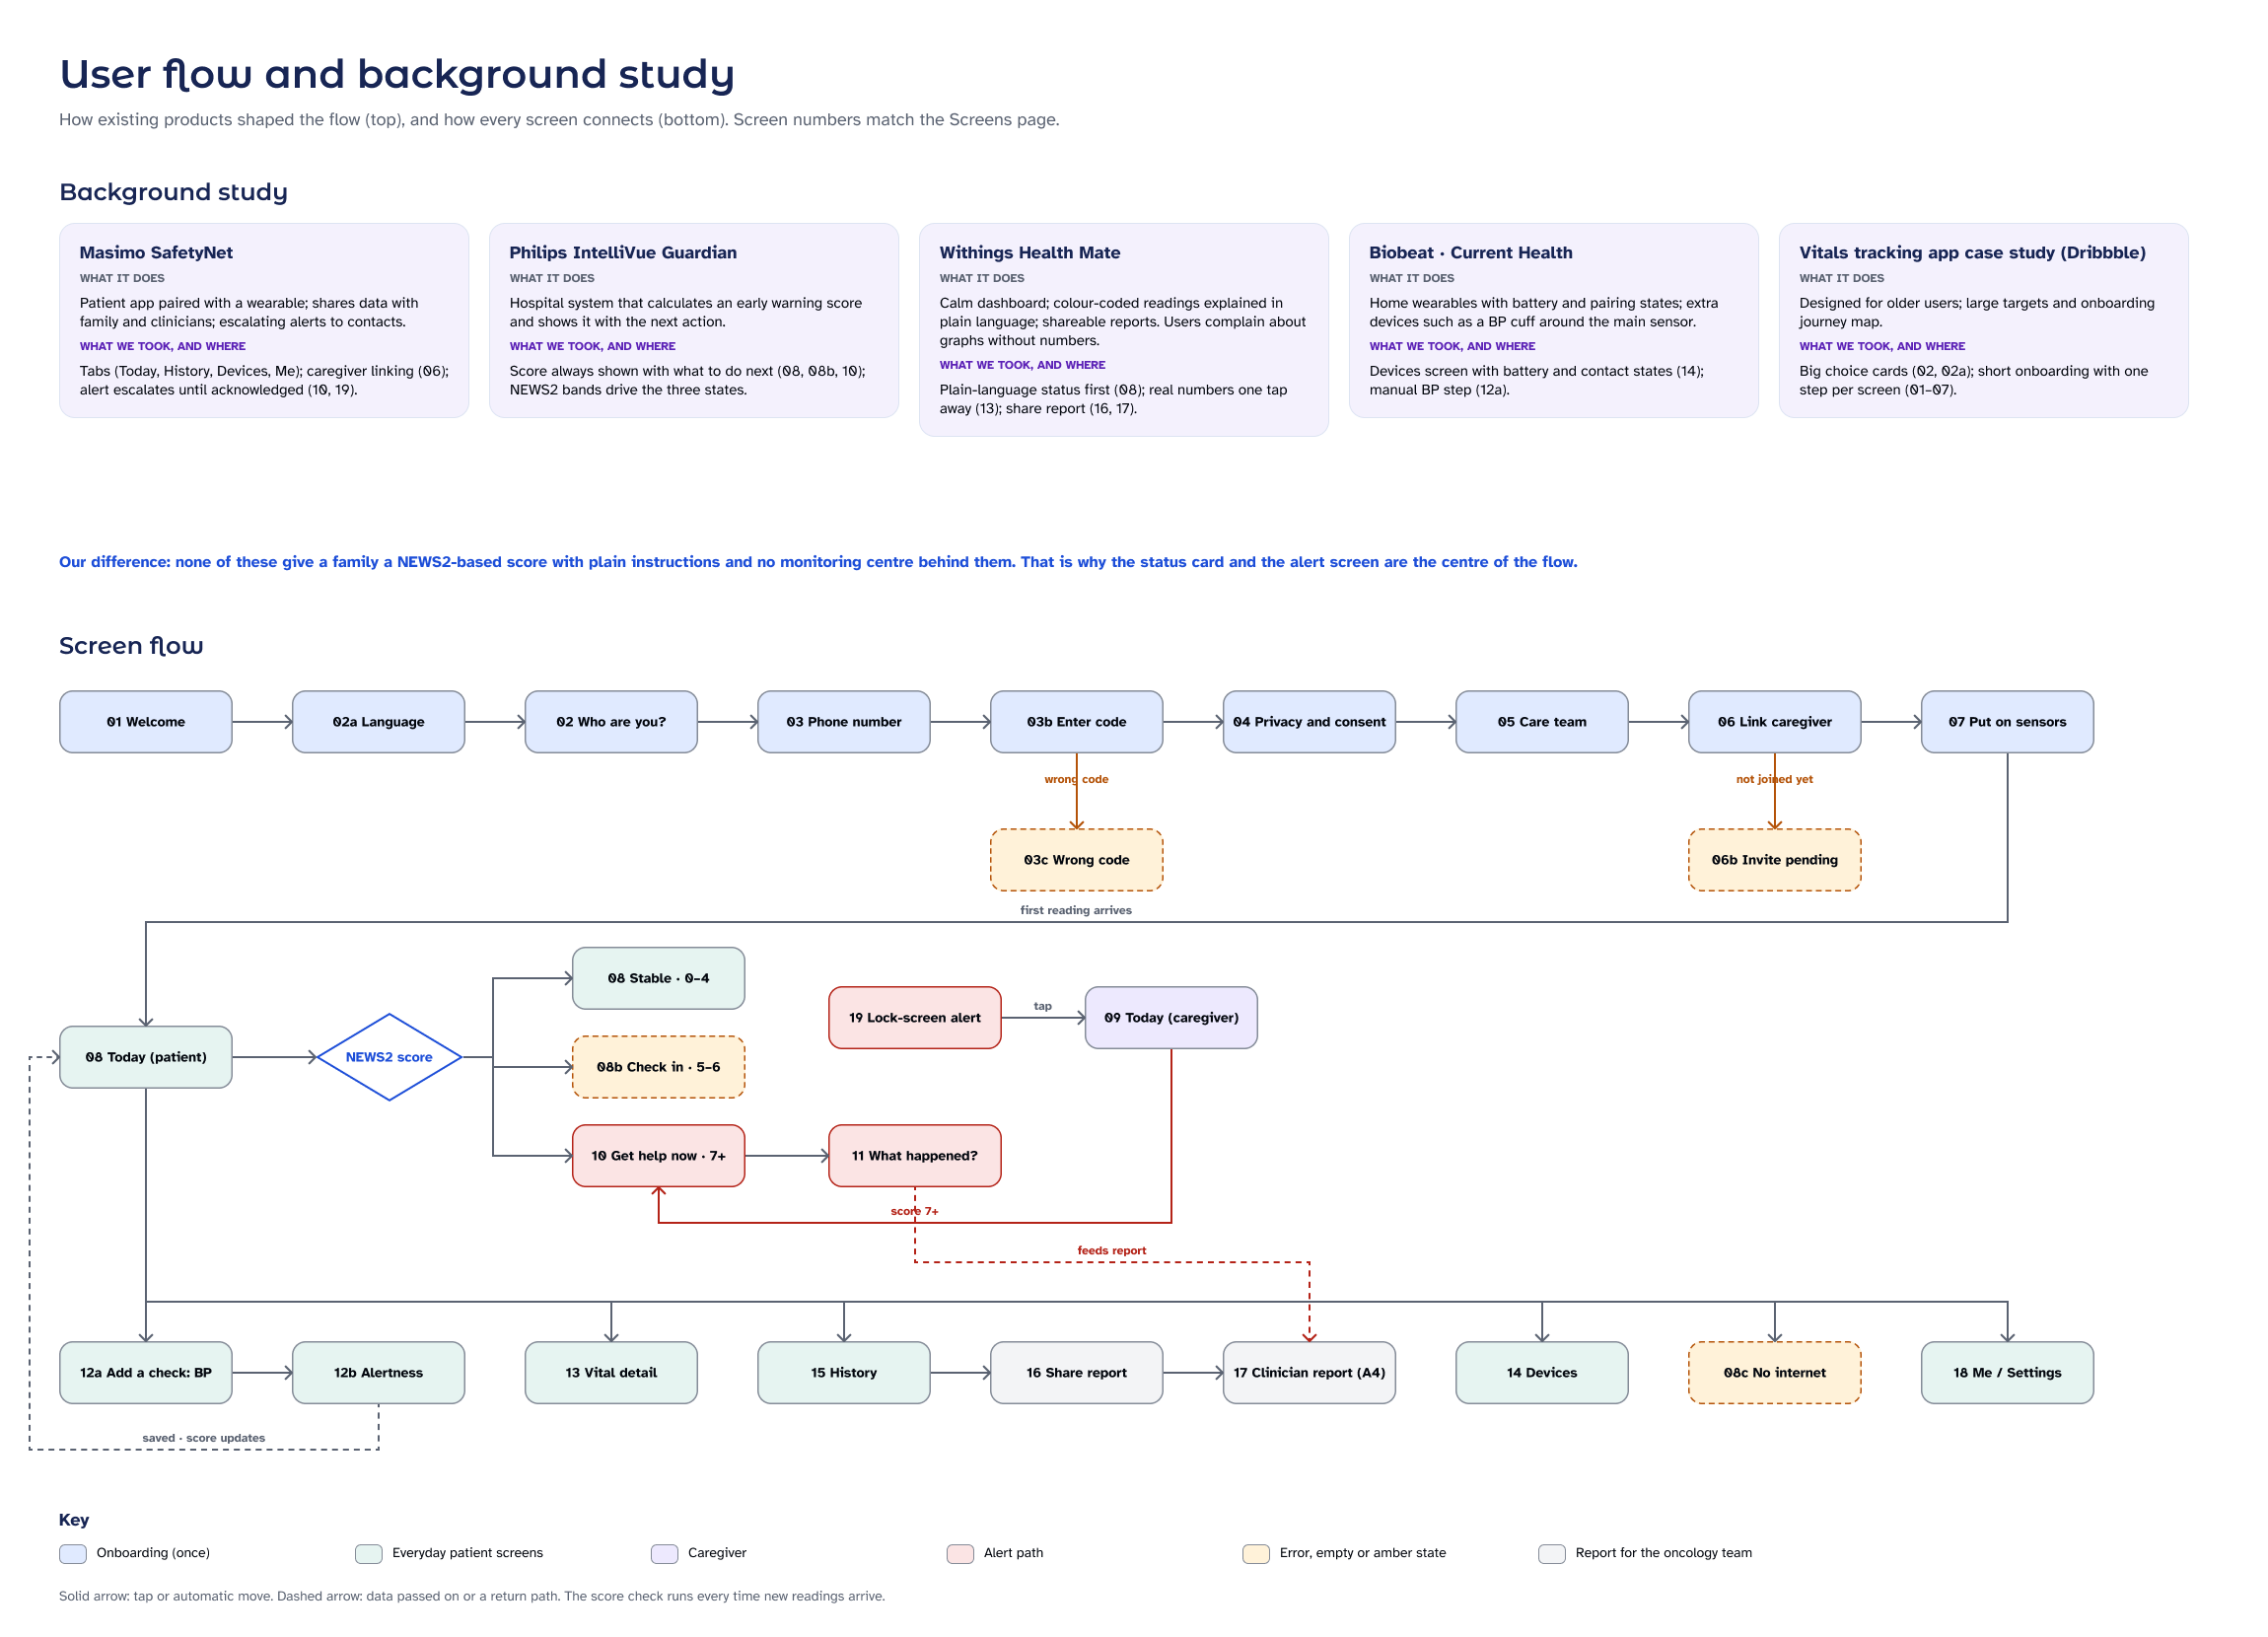 User flow and background study
How existing products shaped the flow (top), and how every screen connects (bottom). Screen numbers match the Screens page.
Background study
Masimo SafetyNet
WHAT IT DOES
Patient app paired with a wearable; shares data with
family and clinicians; escalating alerts to contacts.
WHAT WE TOOK, AND WHERE
Tabs (Today, History, Devices, Me); caregiver linking (06);
alert escalates until acknowledged (10, 19).
Philips IntelliVue Guardian
WHAT IT DOES
Hospital system that calculates an early warning score
and shows it with the next action.
WHAT WE TOOK, AND WHERE
Score always shown with what to do next (08, 08b, 10);
NEWS2 bands drive the three states.
Withings Health Mate
WHAT IT DOES
Calm dashboard; colour-coded readings explained in
plain language; shareable reports. Users complain about
graphs without numbers.
WHAT WE TOOK, AND WHERE
Plain-language status first (08); real numbers one tap
away (13); share report (16, 17).
Biobeat · Current Health
WHAT IT DOES
Home wearables with battery and pairing states; extra
devices such as a BP cuff around the main sensor.
WHAT WE TOOK, AND WHERE
Devices screen with battery and contact states (14);
manual BP step (12a).
Vitals tracking app case study (Dribbble)
WHAT IT DOES
Designed for older users; large targets and onboarding
journey map.
WHAT WE TOOK, AND WHERE
Big choice cards (02, 02a); short onboarding with one
step per screen (01–07).
Our difference: none of these give a family a NEWS2-based score with plain instructions and no monitoring centre behind them. That is why the status card and the alert screen are the centre of the flow.
Screen flow
01 Welcome
02a Language
02 Who are you?
03 Phone number
03b Enter code
04 Privacy and consent
05 Care team
06 Link caregiver
07 Put on sensors
wrong code
not joined yet
03c Wrong code
06b Invite pending
first reading arrives
08 Stable · 0–4
19 Lock-screen alert
tap
09 Today (caregiver)
08 Today (patient)
NEWS2 score
08b Check in · 5–6
10 Get help now · 7+
11 What happened?
score 7+
feeds report
12a Add a check: BP
12b Alertness
13 Vital detail
15 History
16 Share report
17 Clinician report (A4)
14 Devices
08c No internet
18 Me / Settings
saved · score updates
Key
Onboarding (once)
Everyday patient screens
Caregiver
Alert path
Error, empty or amber state
Report for the oncology team
Solid arrow: tap or automatic move. Dashed arrow: data passed on or a return path. The score check runs every time new readings arrive.